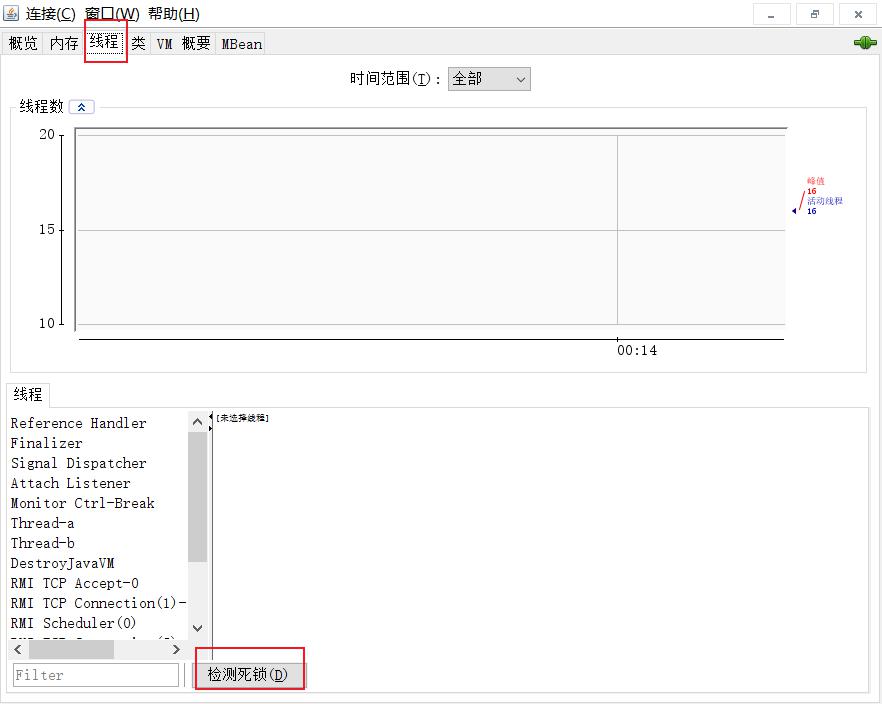 连接(C) 窗口(W) 帮助(H)
概览 内存 线程 类 VM 概要 MBean
时间范围(T)： 全部
线程数
20
15
10
00:14
峰值
16
活动线程
16
线程
Reference Handler
Finalizer
Signal Dispatcher
Attach Listener
Monitor Ctrl-Break
Thread-a
Thread-b
DestroyJavaVM
RMI TCP Accept-0
RMI TCP Connection(1)-
RMI Scheduler(0)
[未选择线程]
Filter
检测死锁(D)